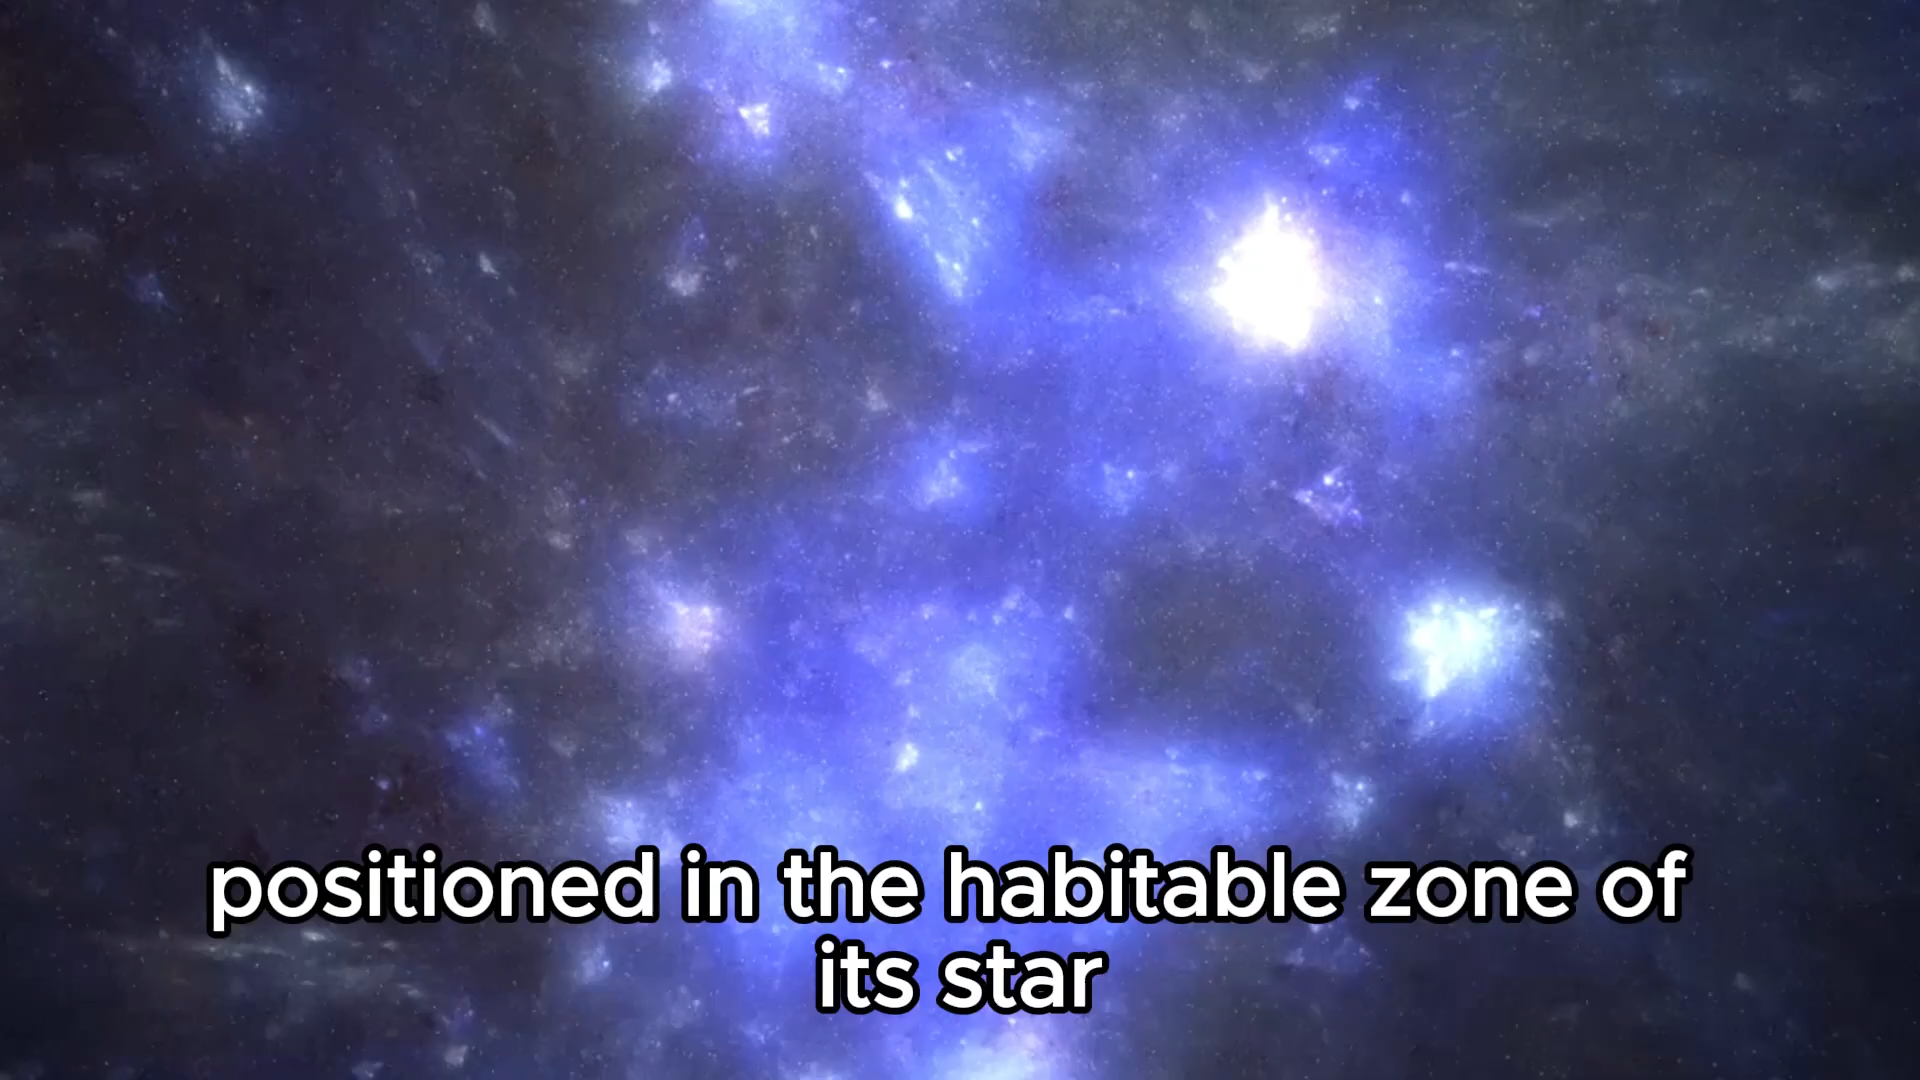 positioned in the habitable zone of
its star